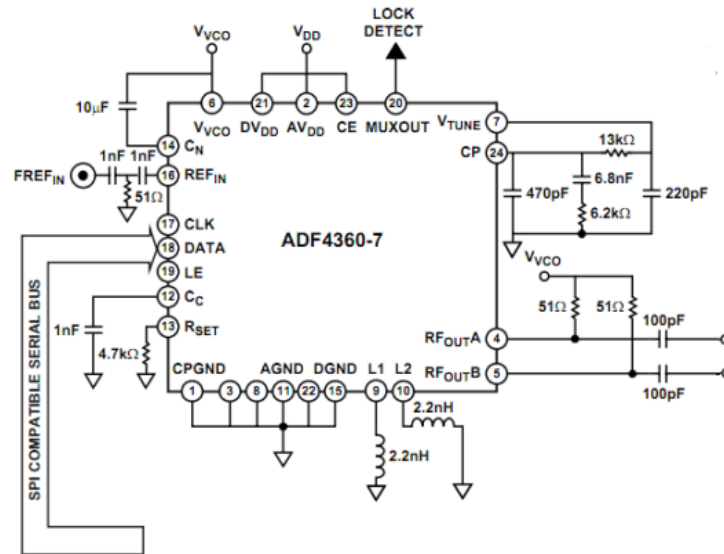 LOCK
DETECT
VVCO
VDD
10µF
6
21
2
23
20
VVCO
DVDD
AVDD
CE
MUXOUT
VTUNE
7
CP
24
13kΩ
6.8nF
470pF
220pF
6.2kΩ
14
CN
1nF
1nF
FREFIN
16
REFIN
51Ω
17
CLK
18
DATA
19
LE
12
CC
13
RSET
1nF
4.7kΩ
ADF4360-7
VVCO
51Ω
51Ω
100pF
RFOUTA
4
RFOUTB
5
100pF
CPGND
AGND
DGND
L1
L2
1
3
8
11
22
15
9
10
2.2nH
2.2nH
SPI COMPATIBLE SERIAL BUS